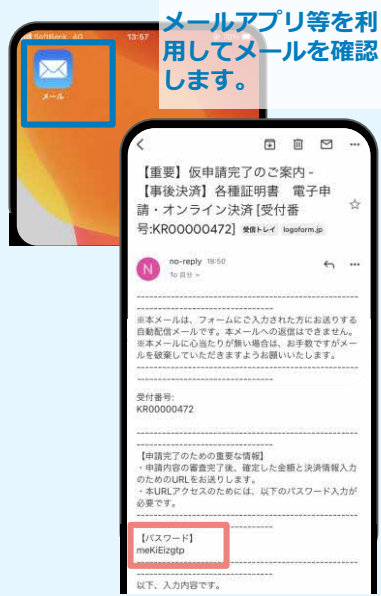 メールアプリ等を利
用してメールを確認
します。
SoftBank 4G
13:57
70%
メール
【重要】仮申請完了のご案内 -
【事後決済】各種証明書 電子申
請・オンライン決済 [受付番
号:KR00000472] 受信トレイ logoform.jp
N
no-reply 18:50
To 自分
--------------------------------
※本メールは、フォームにご入力された方にお送りする
自動配信メールです。本メールへの返信はできません。
※本メールに心当たりが無い場合は、お手数ですがメー
ルを破棄していただきますようお願いいたします。
--------------------------------
受付番号:
KR00000472
--------------------------------
【申請完了のための重要な情報】
・申請内容の審査完了後、確定した金額と決済情報入力
のためのURLをお送りします。
・本URLアクセスのためには、以下のパスワード入力が
必要です。
--------------------------------
【パスワード】
meKiEizgtp
--------------------------------
以下、入力内容です。